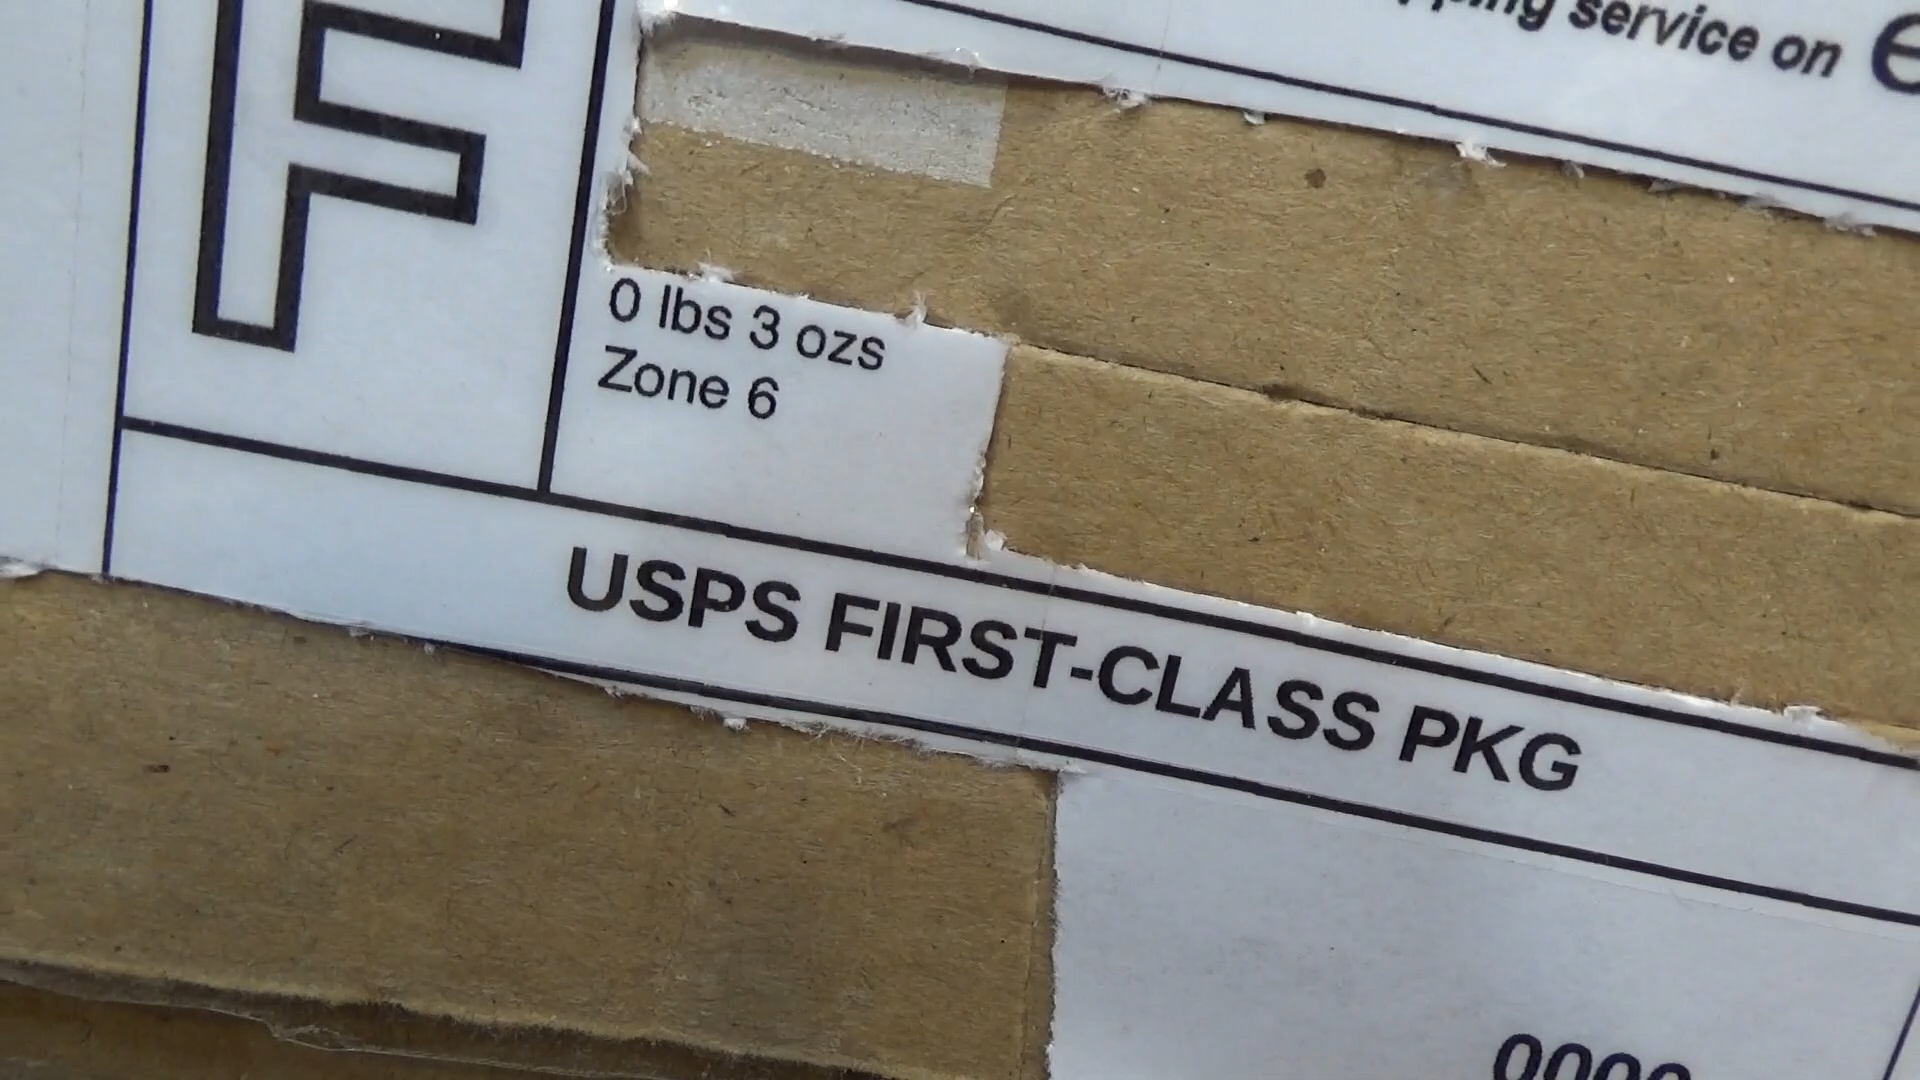 service on
F
0 lbs 3 ozs
Zone 6
USPS FIRST-CLASS PKG